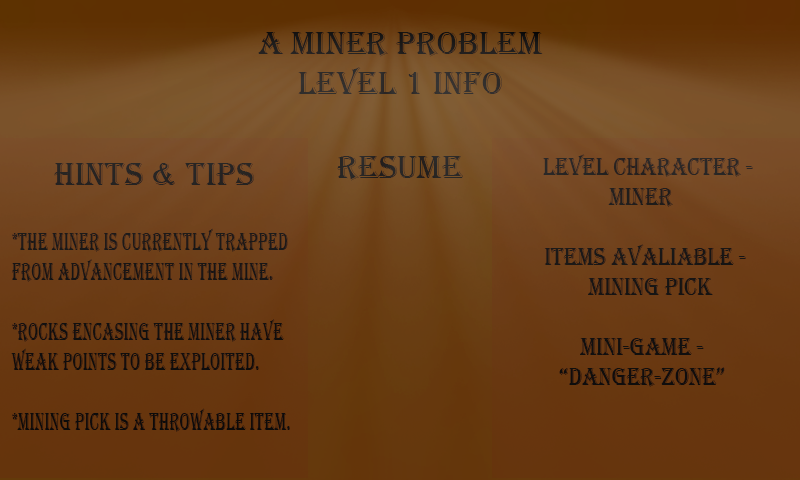 A MINER PROBLEM
LEVEL 1 INFO
HINTS & TIPS
*THE MINER IS CURRENTLY TRAPPED
FROM ADVANCEMENT IN THE MINE.
*ROCKS ENCASING THE MINER HAVE
WEAK POINTS TO BE EXPLOITED.
*MINING PICK IS A THROWABLE ITEM.
RESUME
LEVEL CHARACTER -
MINER
ITEMS AVALIABLE -
MINING PICK
MINI-GAME -
“DANGER-ZONE”